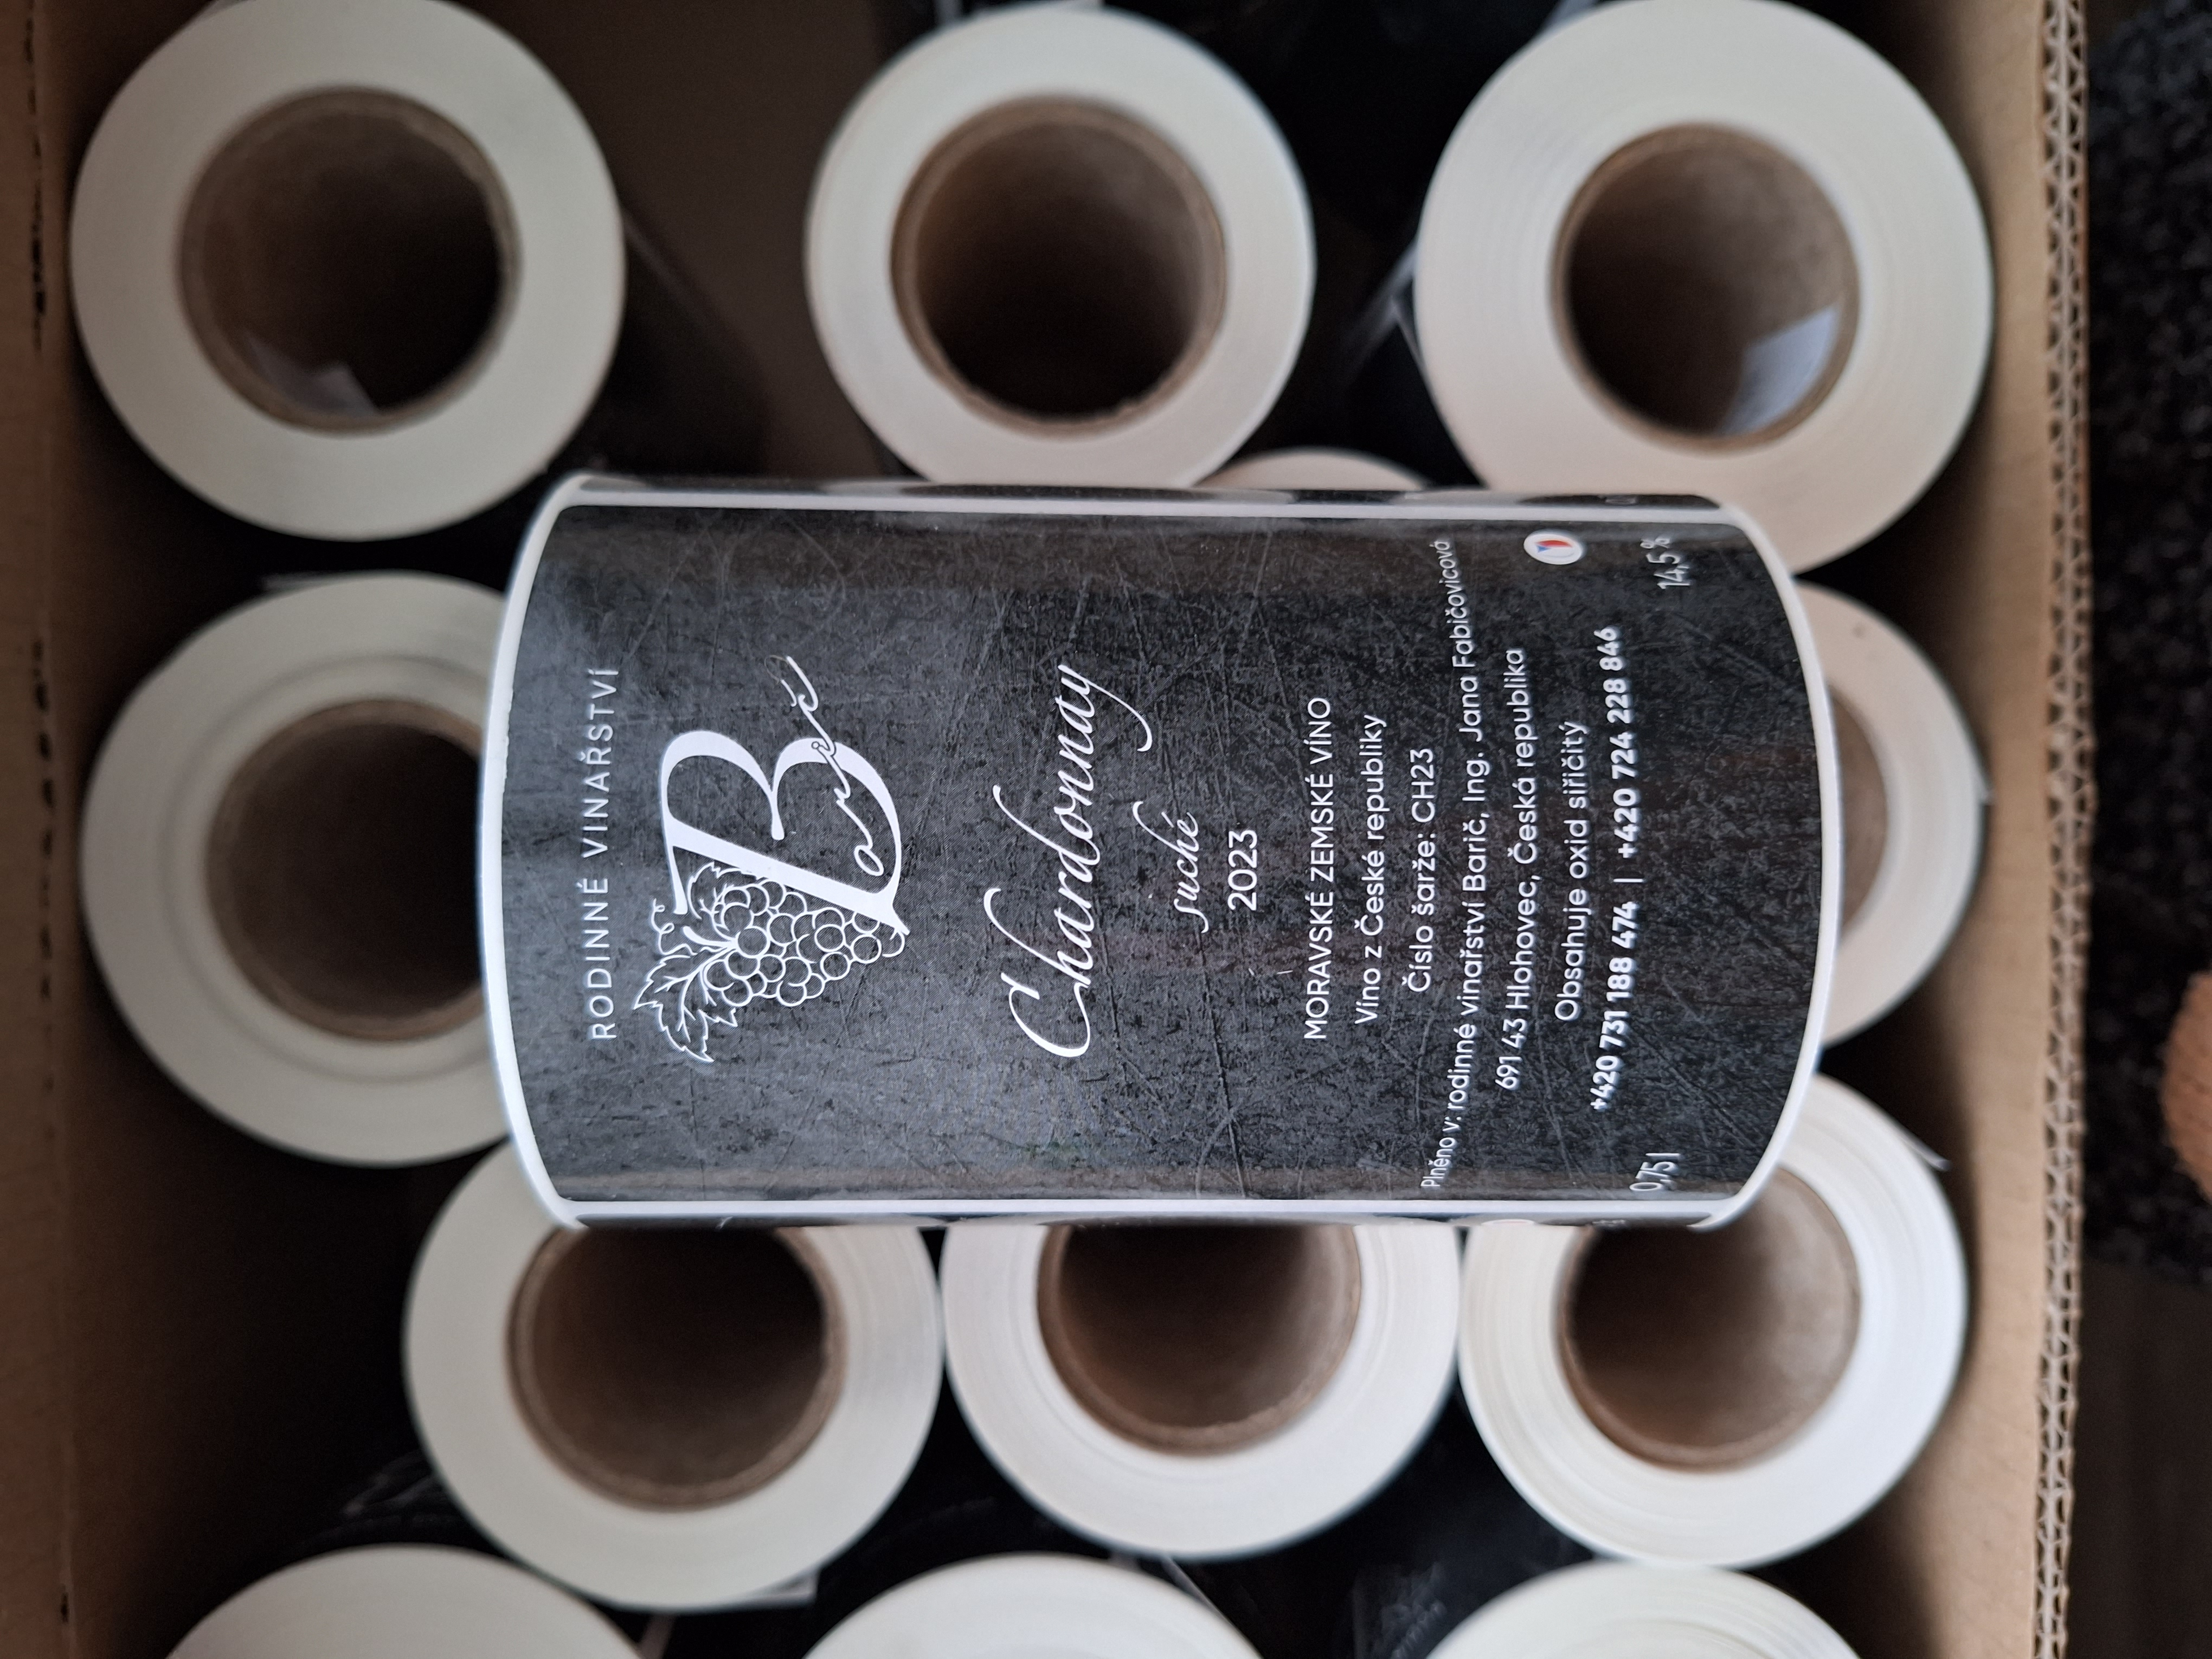 RODINNÉ VINAŘSTVÍ
Barič
Chardonnay
suché
2023
MORAVSKÉ ZEMSKÉ VÍNO
Víno z České republiky
Číslo šarže: CH23
Plněno v: rodinné vinařství Barič, Ing. Jana Fabičovicová
691 43 Hlohovec, Česká republika
Obsahuje oxid siřičitý
+420 731 188 474 | +420 724 228 846
0,75 l
14,5 %